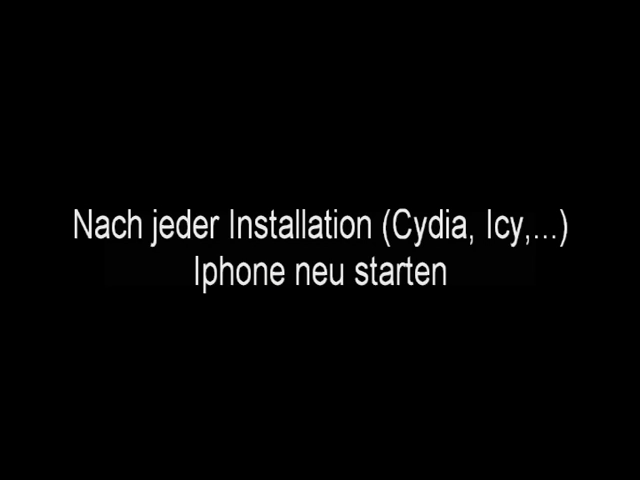 Nach jeder Installation (Cydia, Icy,...)
Iphone neu starten